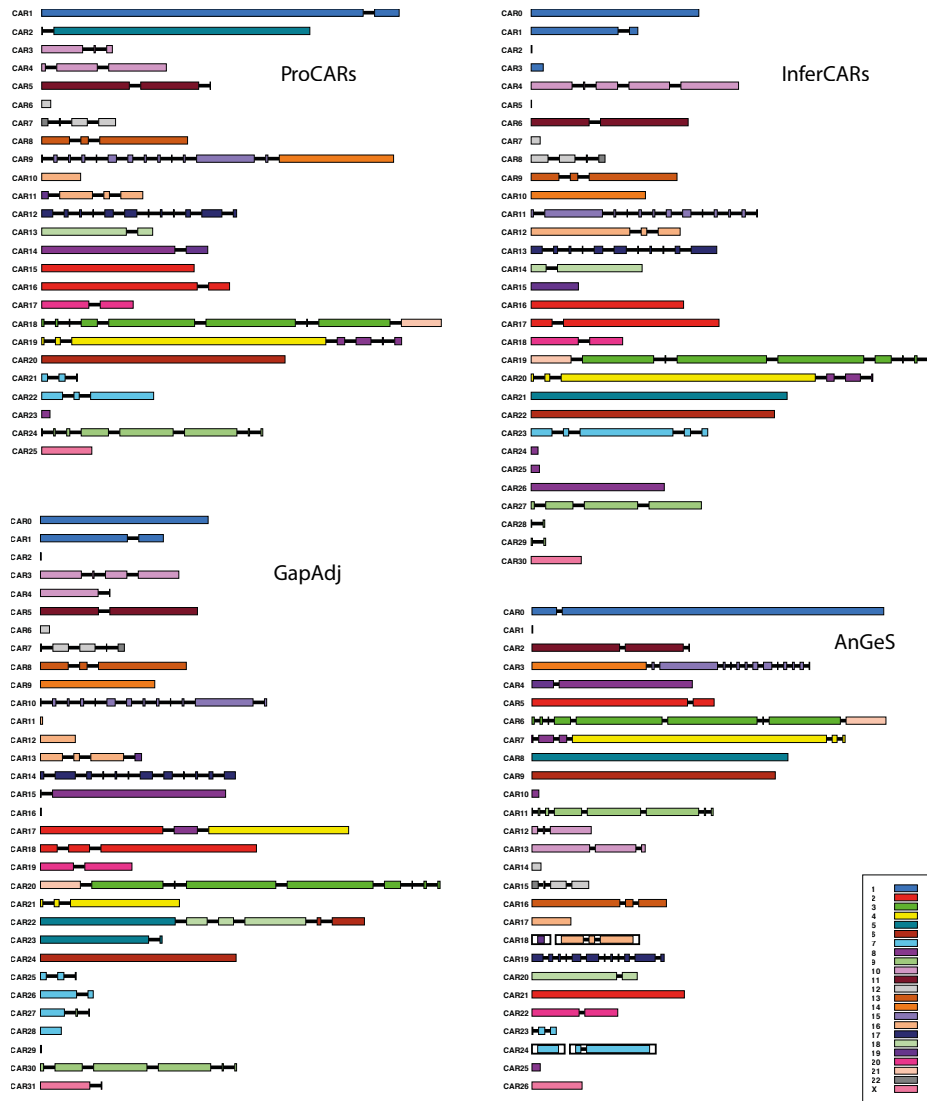 ProCARs
CAR1
CAR2
CAR3
CAR4
CAR5
CAR6
CAR7
CAR8
CAR9
CAR10
CAR11
CAR12
CAR13
CAR14
CAR15
CAR16
CAR17
CAR18
CAR19
CAR20
CAR21
CAR22
CAR23
CAR24
CAR25
InferCARs
CAR0
CAR1
CAR2
CAR3
CAR4
CAR5
CAR6
CAR7
CAR8
CAR9
CAR10
CAR11
CAR12
CAR13
CAR14
CAR15
CAR16
CAR17
CAR18
CAR19
CAR20
CAR21
CAR22
CAR23
CAR24
CAR25
CAR26
CAR27
CAR28
CAR29
CAR30
GapAdj
CAR0
CAR1
CAR2
CAR3
CAR4
CAR5
CAR6
CAR7
CAR8
CAR9
CAR10
CAR11
CAR12
CAR13
CAR14
CAR15
CAR16
CAR17
CAR18
CAR19
CAR20
CAR21
CAR22
CAR23
CAR24
CAR25
CAR26
CAR27
CAR28
CAR29
CAR30
CAR31
AnGeS
CAR0
CAR1
CAR2
CAR3
CAR4
CAR5
CAR6
CAR7
CAR8
CAR9
CAR10
CAR11
CAR12
CAR13
CAR14
CAR15
CAR16
CAR17
CAR18
CAR19
CAR20
CAR21
CAR22
CAR23
CAR24
CAR25
CAR26
1
2
3
4
5
6
7
8
9
10
11
12
13
14
15
16
17
18
19
20
21
22
X